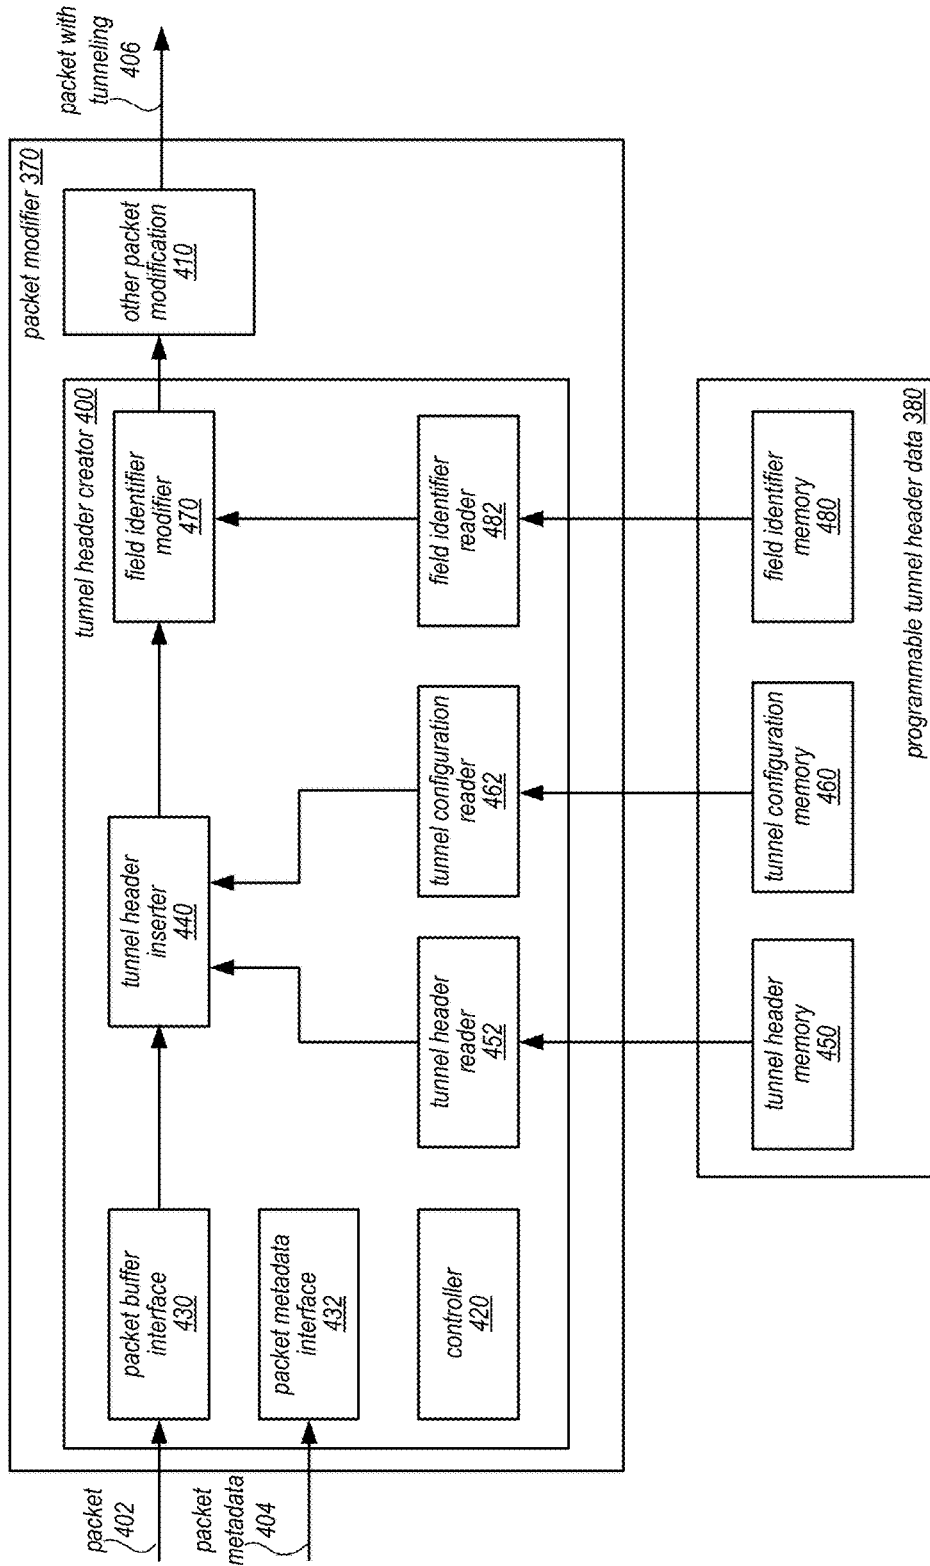 packet
402
packet
metadata
404
packet modifier 370
tunnel header creator 400
packet buffer
interface
430
packet metadata
interface
432
controller
420
tunnel header
inserter
440
tunnel header
reader
452
tunnel configuration
reader
462
field identifier
modifier
470
field identifier
reader
482
other packet
modification
410
packet with
tunneling
406
tunnel header
memory
450
tunnel configuration
memory
460
field identifier
memory
480
programmable tunnel header data 380